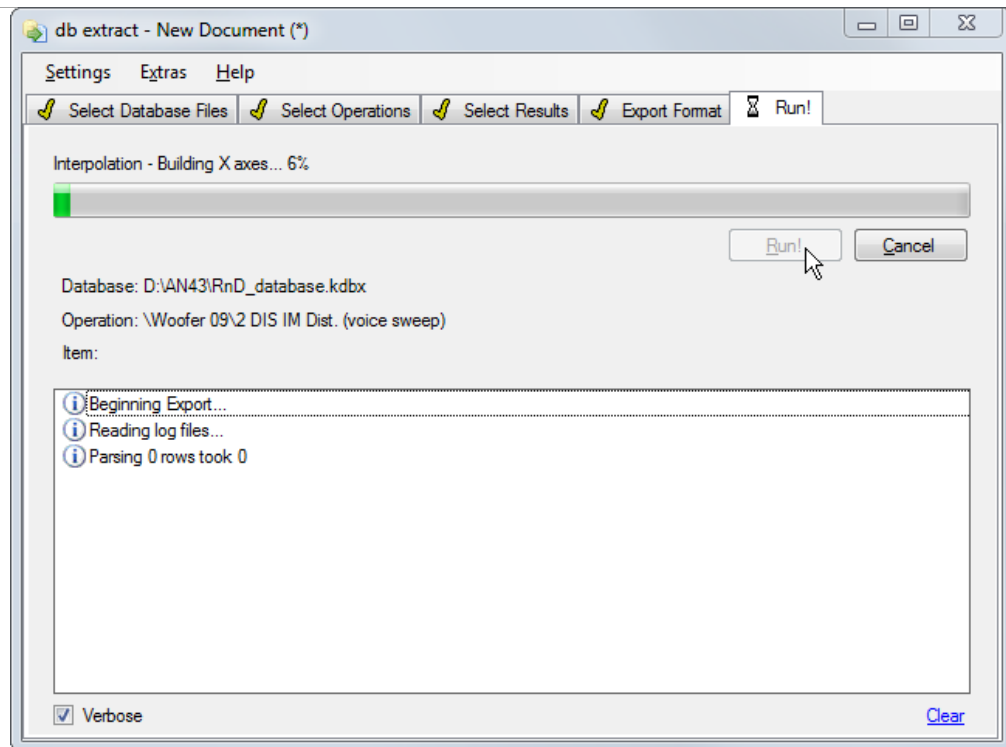 db extract - New Document (*)
Settings Extras Help
Select Database Files Select Operations Select Results Export Format Run!
Interpolation - Building X axes... 6%
Run! Cancel
Database: D:\AN43\RnD_database.kdbx
Operation: \Woofer 09\2 DIS IM Dist. (voice sweep)
Item:
Beginning Export...
Reading log files...
Parsing 0 rows took 0
Verbose Clear